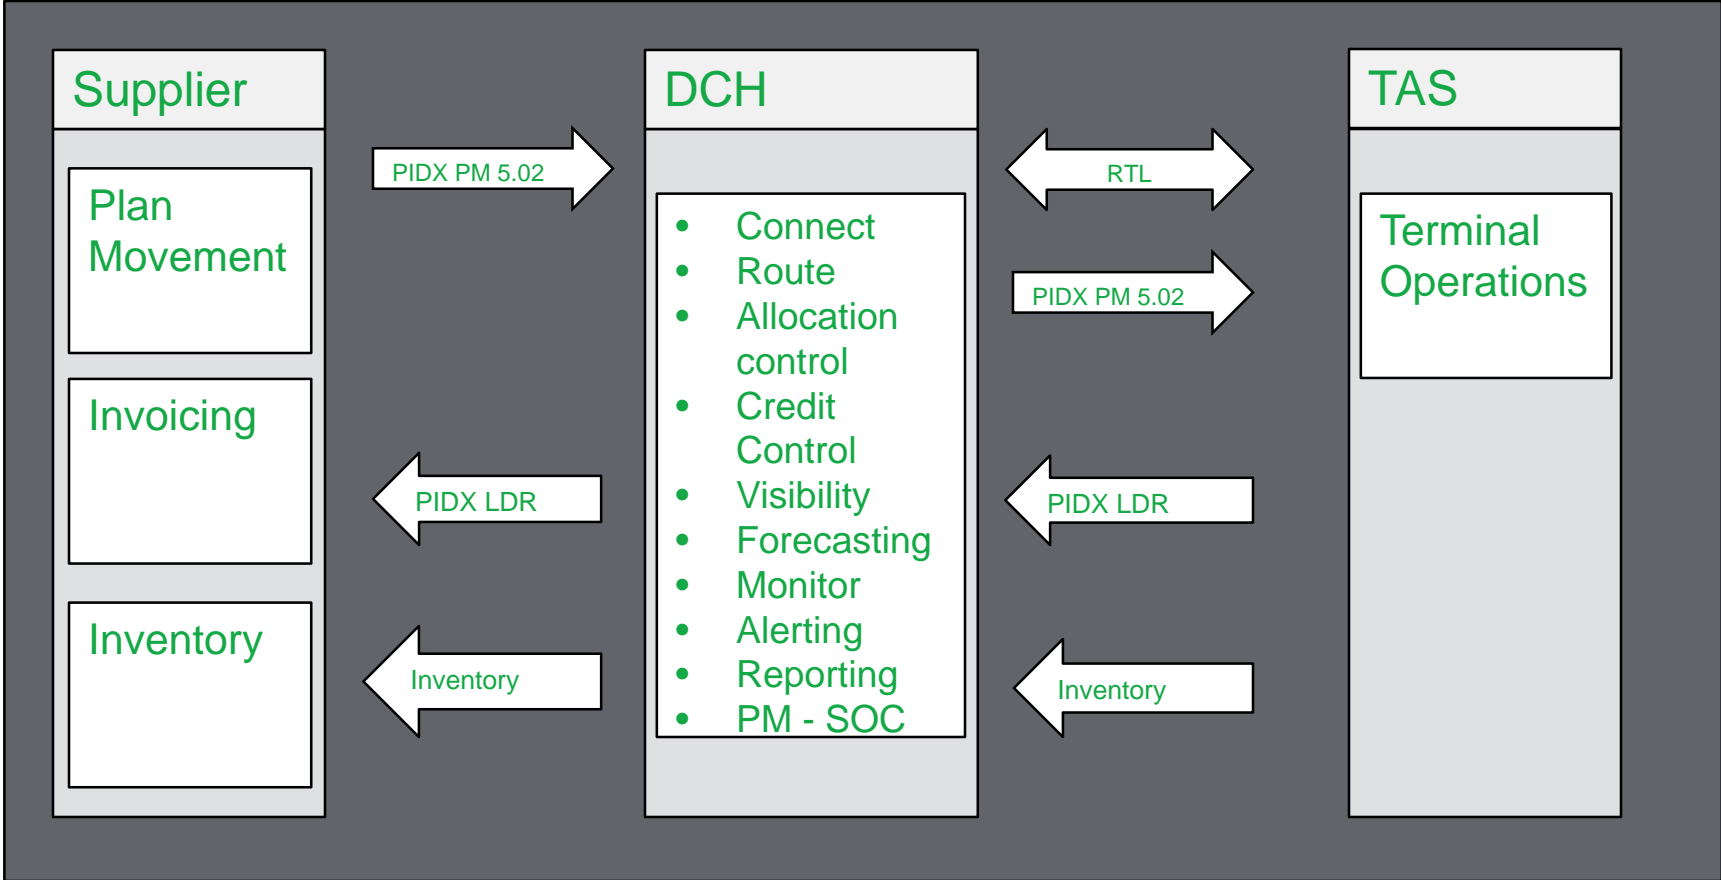 Supplier
Plan
Movement
Invoicing
Inventory
PIDX PM 5.02
PIDX LDR
Inventory
DCH
• Connect
• Route
• Allocation
control
• Credit
Control
• Visibility
• Forecasting
• Monitor
• Alerting
• Reporting
• PM - SOC
RTL
PIDX PM 5.02
PIDX LDR
Inventory
TAS
Terminal
Operations